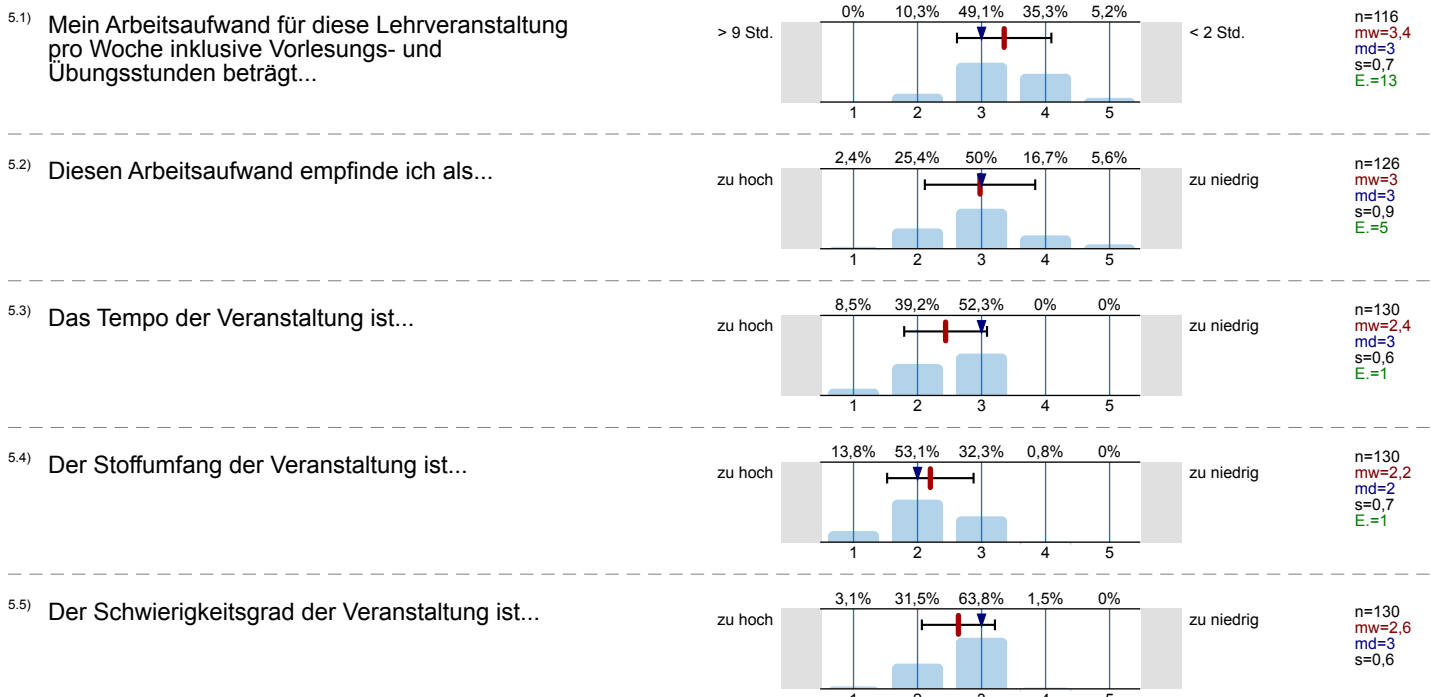 5.1) Mein Arbeitsaufwand für diese Lehrveranstaltung
pro Woche inklusive Vorlesungs- und
Übungsstunden beträgt...
0% 10,3% 49,1% 35,3% 5,2%
> 9 Std. < 2 Std.
1 2 3 4 5
n=116
mw=3,4
md=3
s=0,7
E.=13
5.2) Diesen Arbeitsaufwand empfinde ich als...
2,4% 25,4% 50% 16,7% 5,6%
zu hoch zu niedrig
1 2 3 4 5
n=126
mw=3
md=3
s=0,9
E.=5
5.3) Das Tempo der Veranstaltung ist...
8,5% 39,2% 52,3% 0% 0%
zu hoch zu niedrig
1 2 3 4 5
n=130
mw=2,4
md=3
s=0,6
E.=1
5.4) Der Stoffumfang der Veranstaltung ist...
13,8% 53,1% 32,3% 0,8% 0%
zu hoch zu niedrig
1 2 3 4 5
n=130
mw=2,2
md=2
s=0,7
E.=1
5.5) Der Schwierigkeitsgrad der Veranstaltung ist...
3,1% 31,5% 63,8% 1,5% 0%
zu hoch zu niedrig
n=130
mw=2,6
md=3
s=0,6